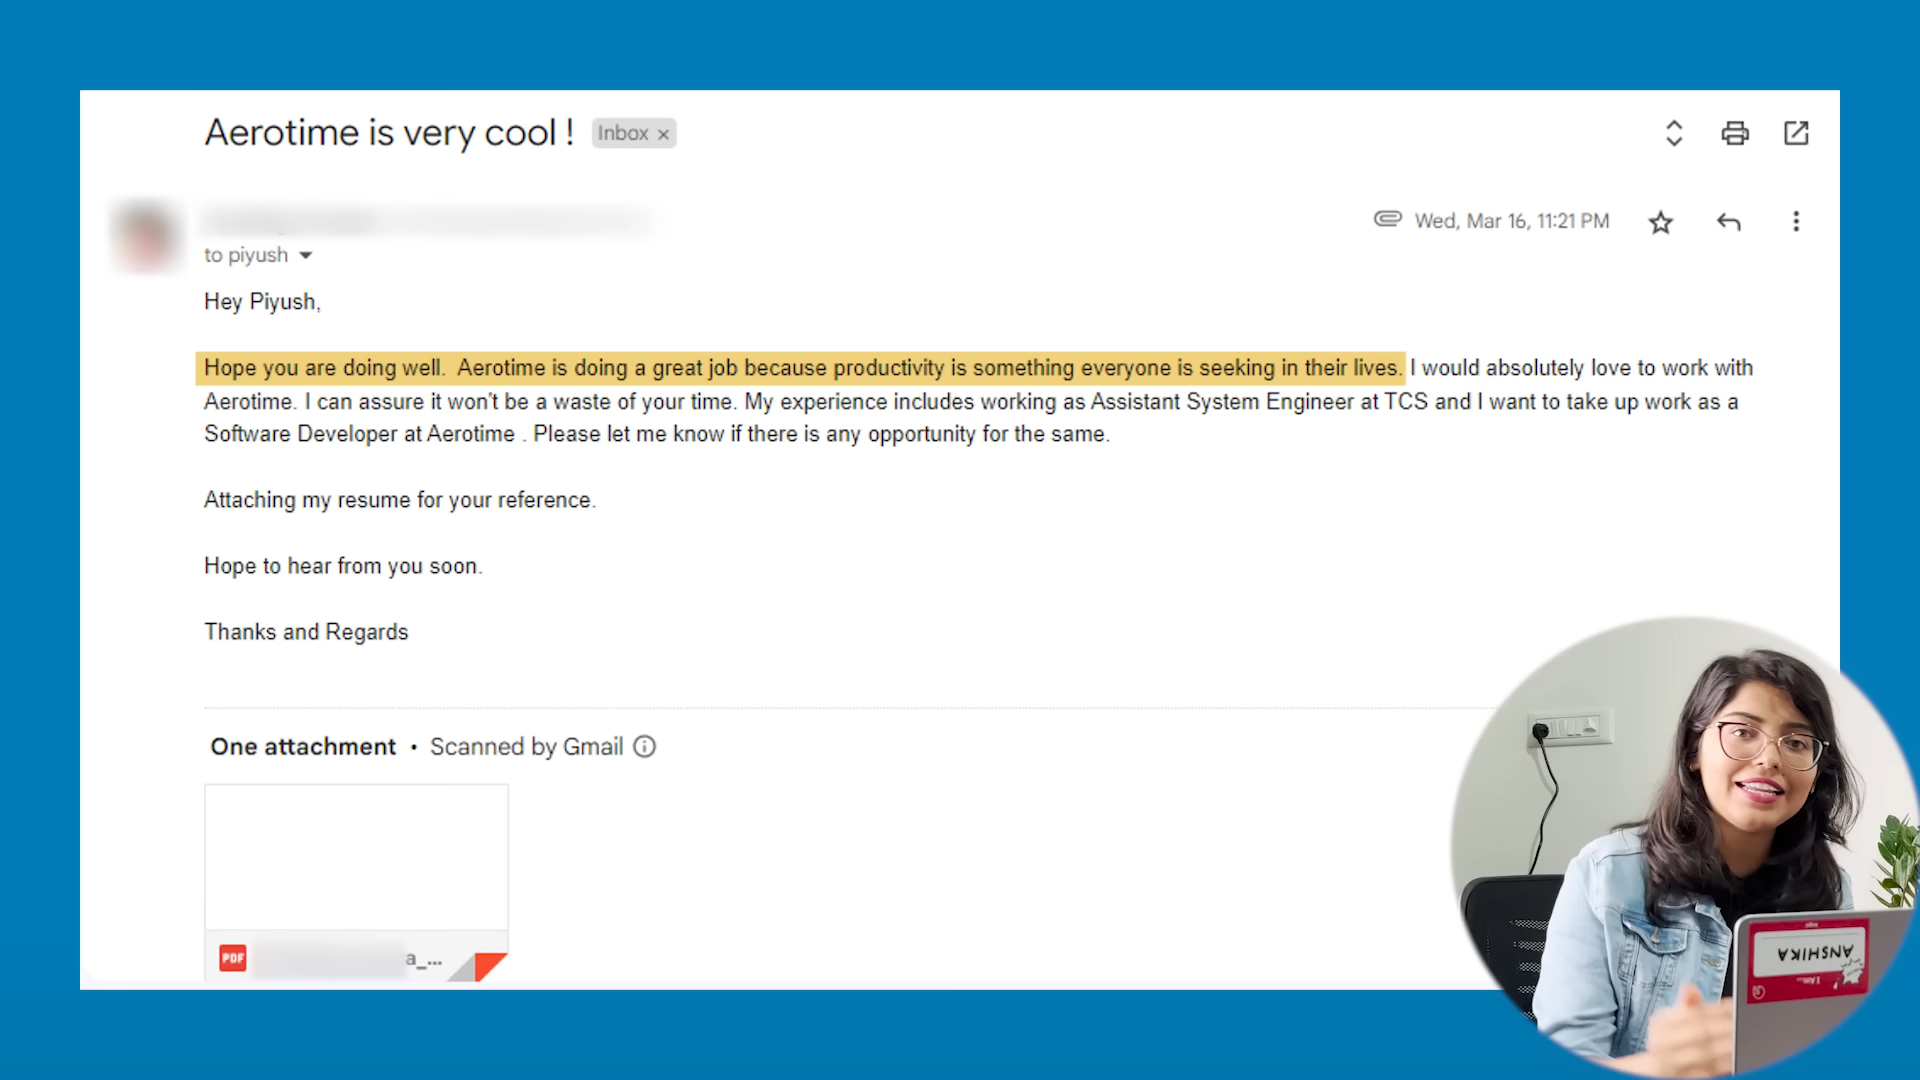 Aerotime is very cool ! Inbox ×
Wed, Mar 16, 11:21 PM
to piyush
Hey Piyush,
Hope you are doing well.  Aerotime is doing a great job because productivity is something everyone is seeking in their lives. I would absolutely love to work with
Aerotime. I can assure it won't be a waste of your time. My experience includes working as Assistant System Engineer at TCS and I want to take up work as a
Software Developer at Aerotime . Please let me know if there is any opportunity for the same.
Attaching my resume for your reference.
Hope to hear from you soon.
Thanks and Regards
One attachment • Scanned by Gmail
PDF a_...
ANSHIKA
I Am...